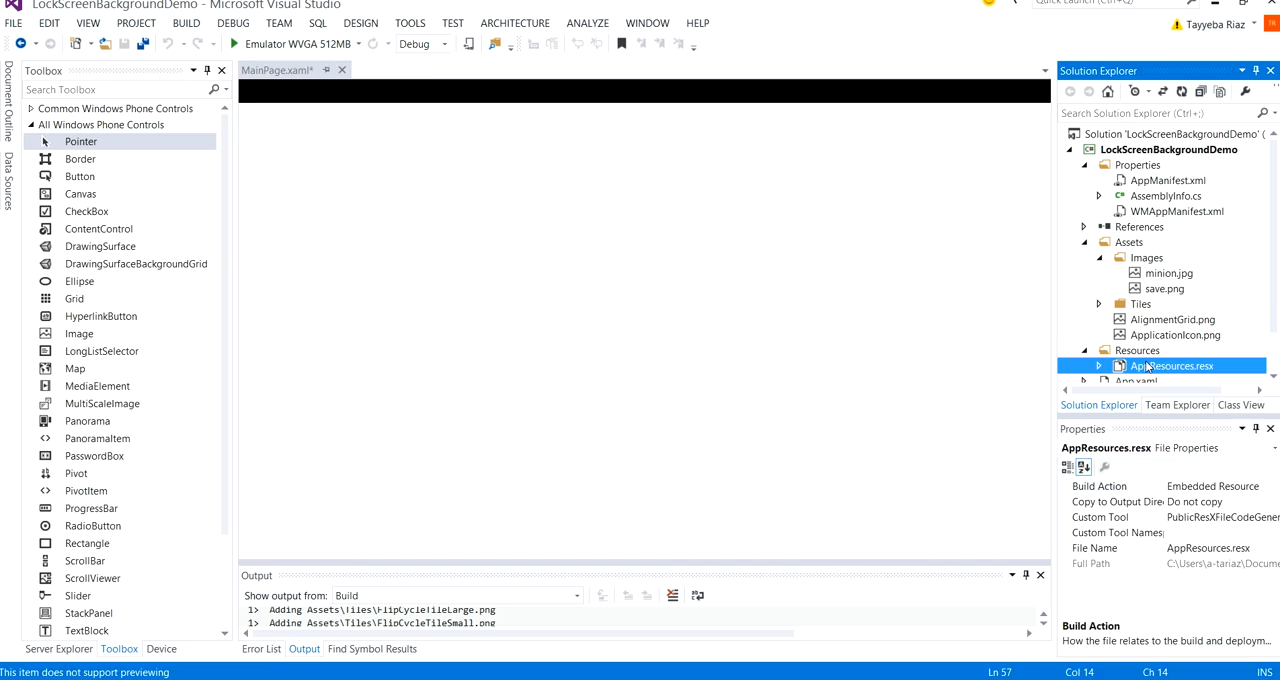 LockScreenBackgroundDemo - Microsoft Visual Studio
Quick Launch (Ctrl+Q)
FILE EDIT VIEW PROJECT BUILD DEBUG TEAM SQL DESIGN TOOLS TEST ARCHITECTURE ANALYZE WINDOW HELP
Tayyeba Riaz TR
Emulator WVGA 512MB Debug
Document Outline
Data Sources
Toolbox
Search Toolbox
Common Windows Phone Controls
All Windows Phone Controls
Pointer
Border
Button
Canvas
CheckBox
ContentControl
DrawingSurface
DrawingSurfaceBackgroundGrid
Ellipse
Grid
HyperlinkButton
Image
LongListSelector
Map
MediaElement
MultiScaleImage
Panorama
PanoramaItem
PasswordBox
Pivot
PivotItem
ProgressBar
RadioButton
Rectangle
ScrollBar
ScrollViewer
Slider
StackPanel
TextBlock
Server Explorer Toolbox Device
MainPage.xaml*
Output
Show output from: Build
1> Adding Assets\Tiles\FlipCycleTileLarge.png
1> Adding Assets\Tiles\FlipCycleTileSmall.png
Error List Output Find Symbol Results
Solution Explorer
Search Solution Explorer (Ctrl+;)
Solution 'LockScreenBackgroundDemo' (
LockScreenBackgroundDemo
Properties
AppManifest.xml
AssemblyInfo.cs
WMAppManifest.xml
References
Assets
Images
minion.jpg
save.png
Tiles
AlignmentGrid.png
ApplicationIcon.png
Resources
AppResources.resx
App.xaml
Solution Explorer Team Explorer Class View
Properties
AppResources.resx File Properties
Build Action Embedded Resource
Copy to Output Dire Do not copy
Custom Tool PublicResXFileCodeGener
Custom Tool Names
File Name AppResources.resx
Full Path C:\Users\a-tariaz\Docume
Build Action
How the file relates to the build and deploym...
This item does not support previewing
Ln 57 Col 14 Ch 14 INS